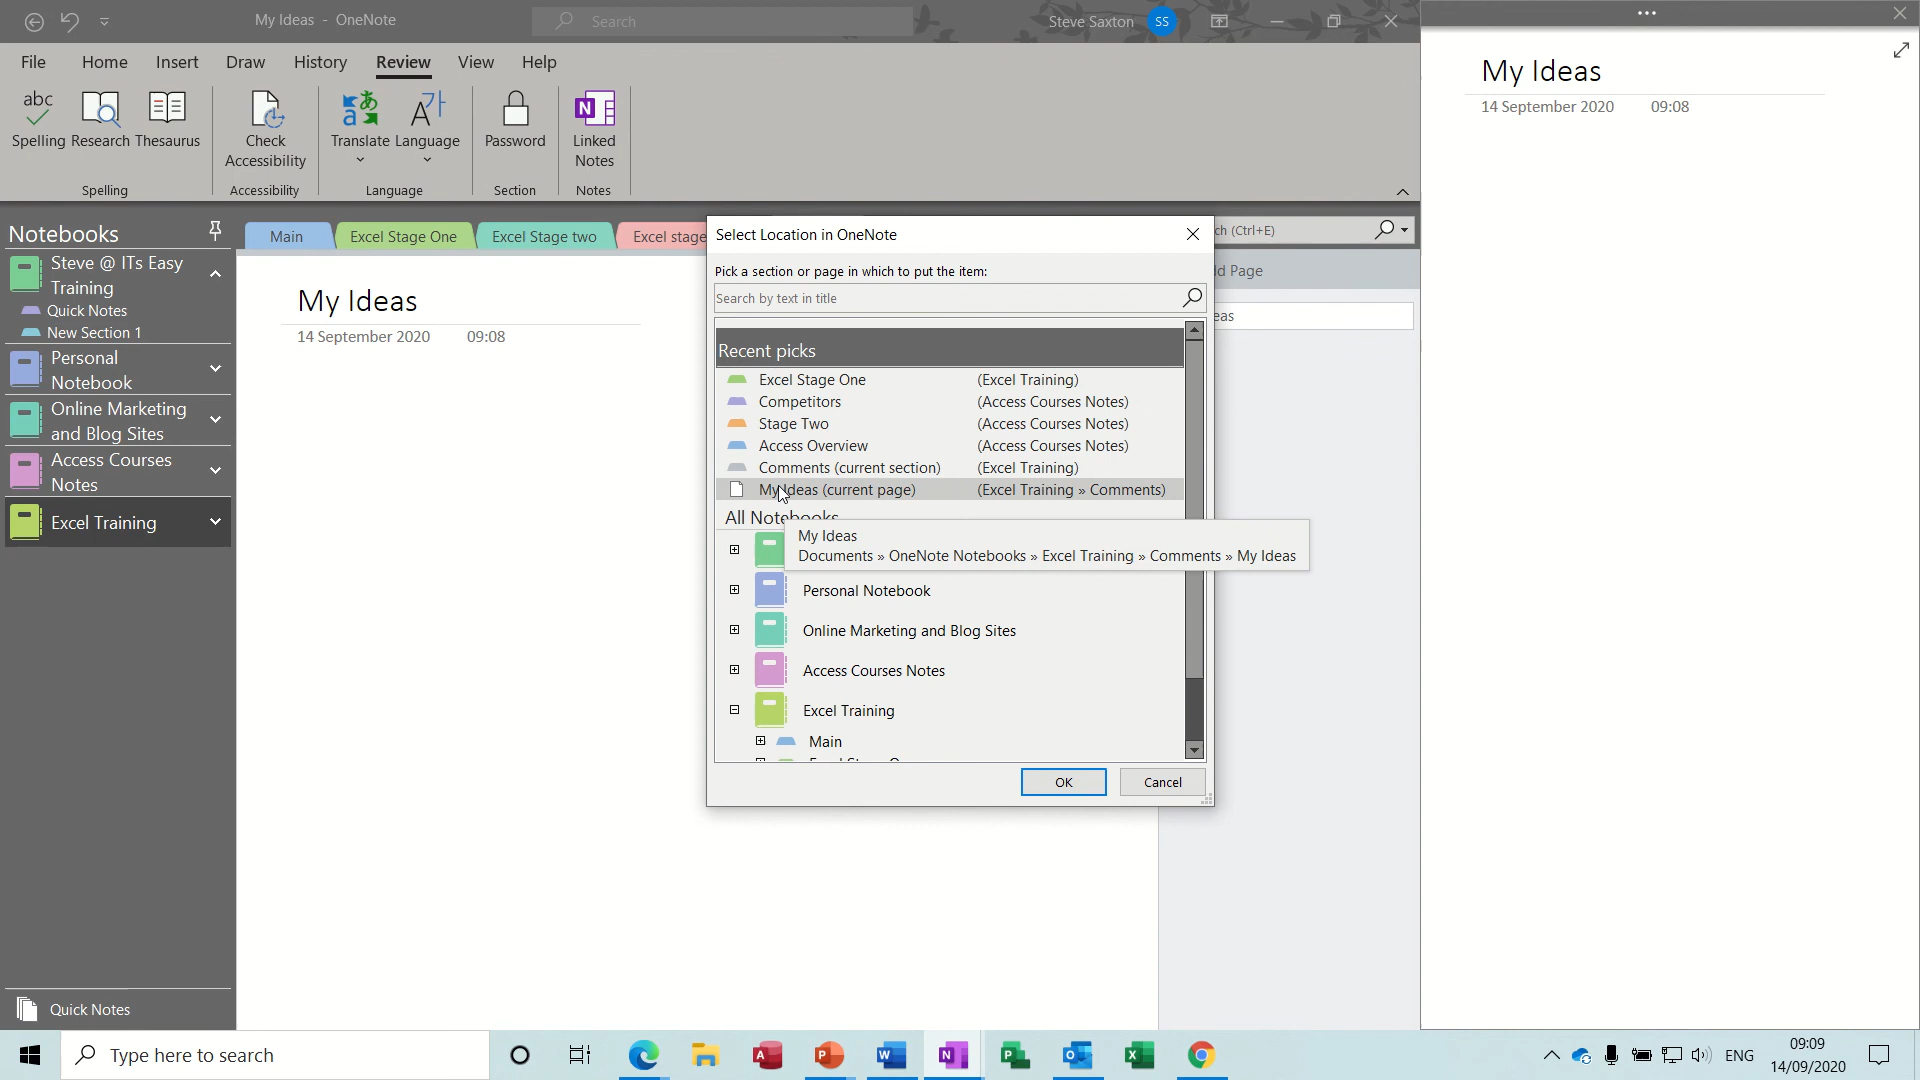 My Ideas - OneNote
Search
Steve Saxton
SS
File
Home
Insert
Draw
History
Review
View
Help
abc
Spelling
Research
Thesaurus
Check
Accessibility
Translate
Language
Password
Linked
Notes
Spelling
Accessibility
Language
Section
Notes
Notebooks
Main
Excel Stage One
Excel Stage two
Excel stage
ch (Ctrl+E)
Steve @ ITs Easy
Training
Quick Notes
New Section 1
Personal
Notebook
Online Marketing
and Blog Sites
Access Courses
Notes
Excel Training
Quick Notes
My Ideas
14 September 2020 09:08
d Page
eas
Select Location in OneNote
Pick a section or page in which to put the item:
Search by text in title
Recent picks
Excel Stage One (Excel Training)
Competitors (Access Courses Notes)
Stage Two (Access Courses Notes)
Access Overview (Access Courses Notes)
Comments (current section) (Excel Training)
My Ideas (current page) (Excel Training » Comments)
All Notebooks
My Ideas
Documents » OneNote Notebooks » Excel Training » Comments » My Ideas
Personal Notebook
Online Marketing and Blog Sites
Access Courses Notes
Excel Training
Main
OK
Cancel
My Ideas
14 September 2020 09:08
Type here to search
ENG
09:09
14/09/2020